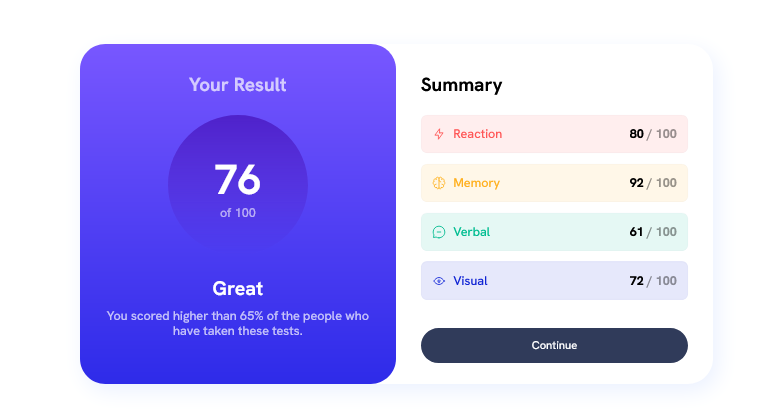 Your Result
76
of 100
Great
You scored higher than 65% of the people who
have taken these tests.
Summary
Reaction 80 / 100
Memory 92 / 100
Verbal 61 / 100
Visual 72 / 100
Continue